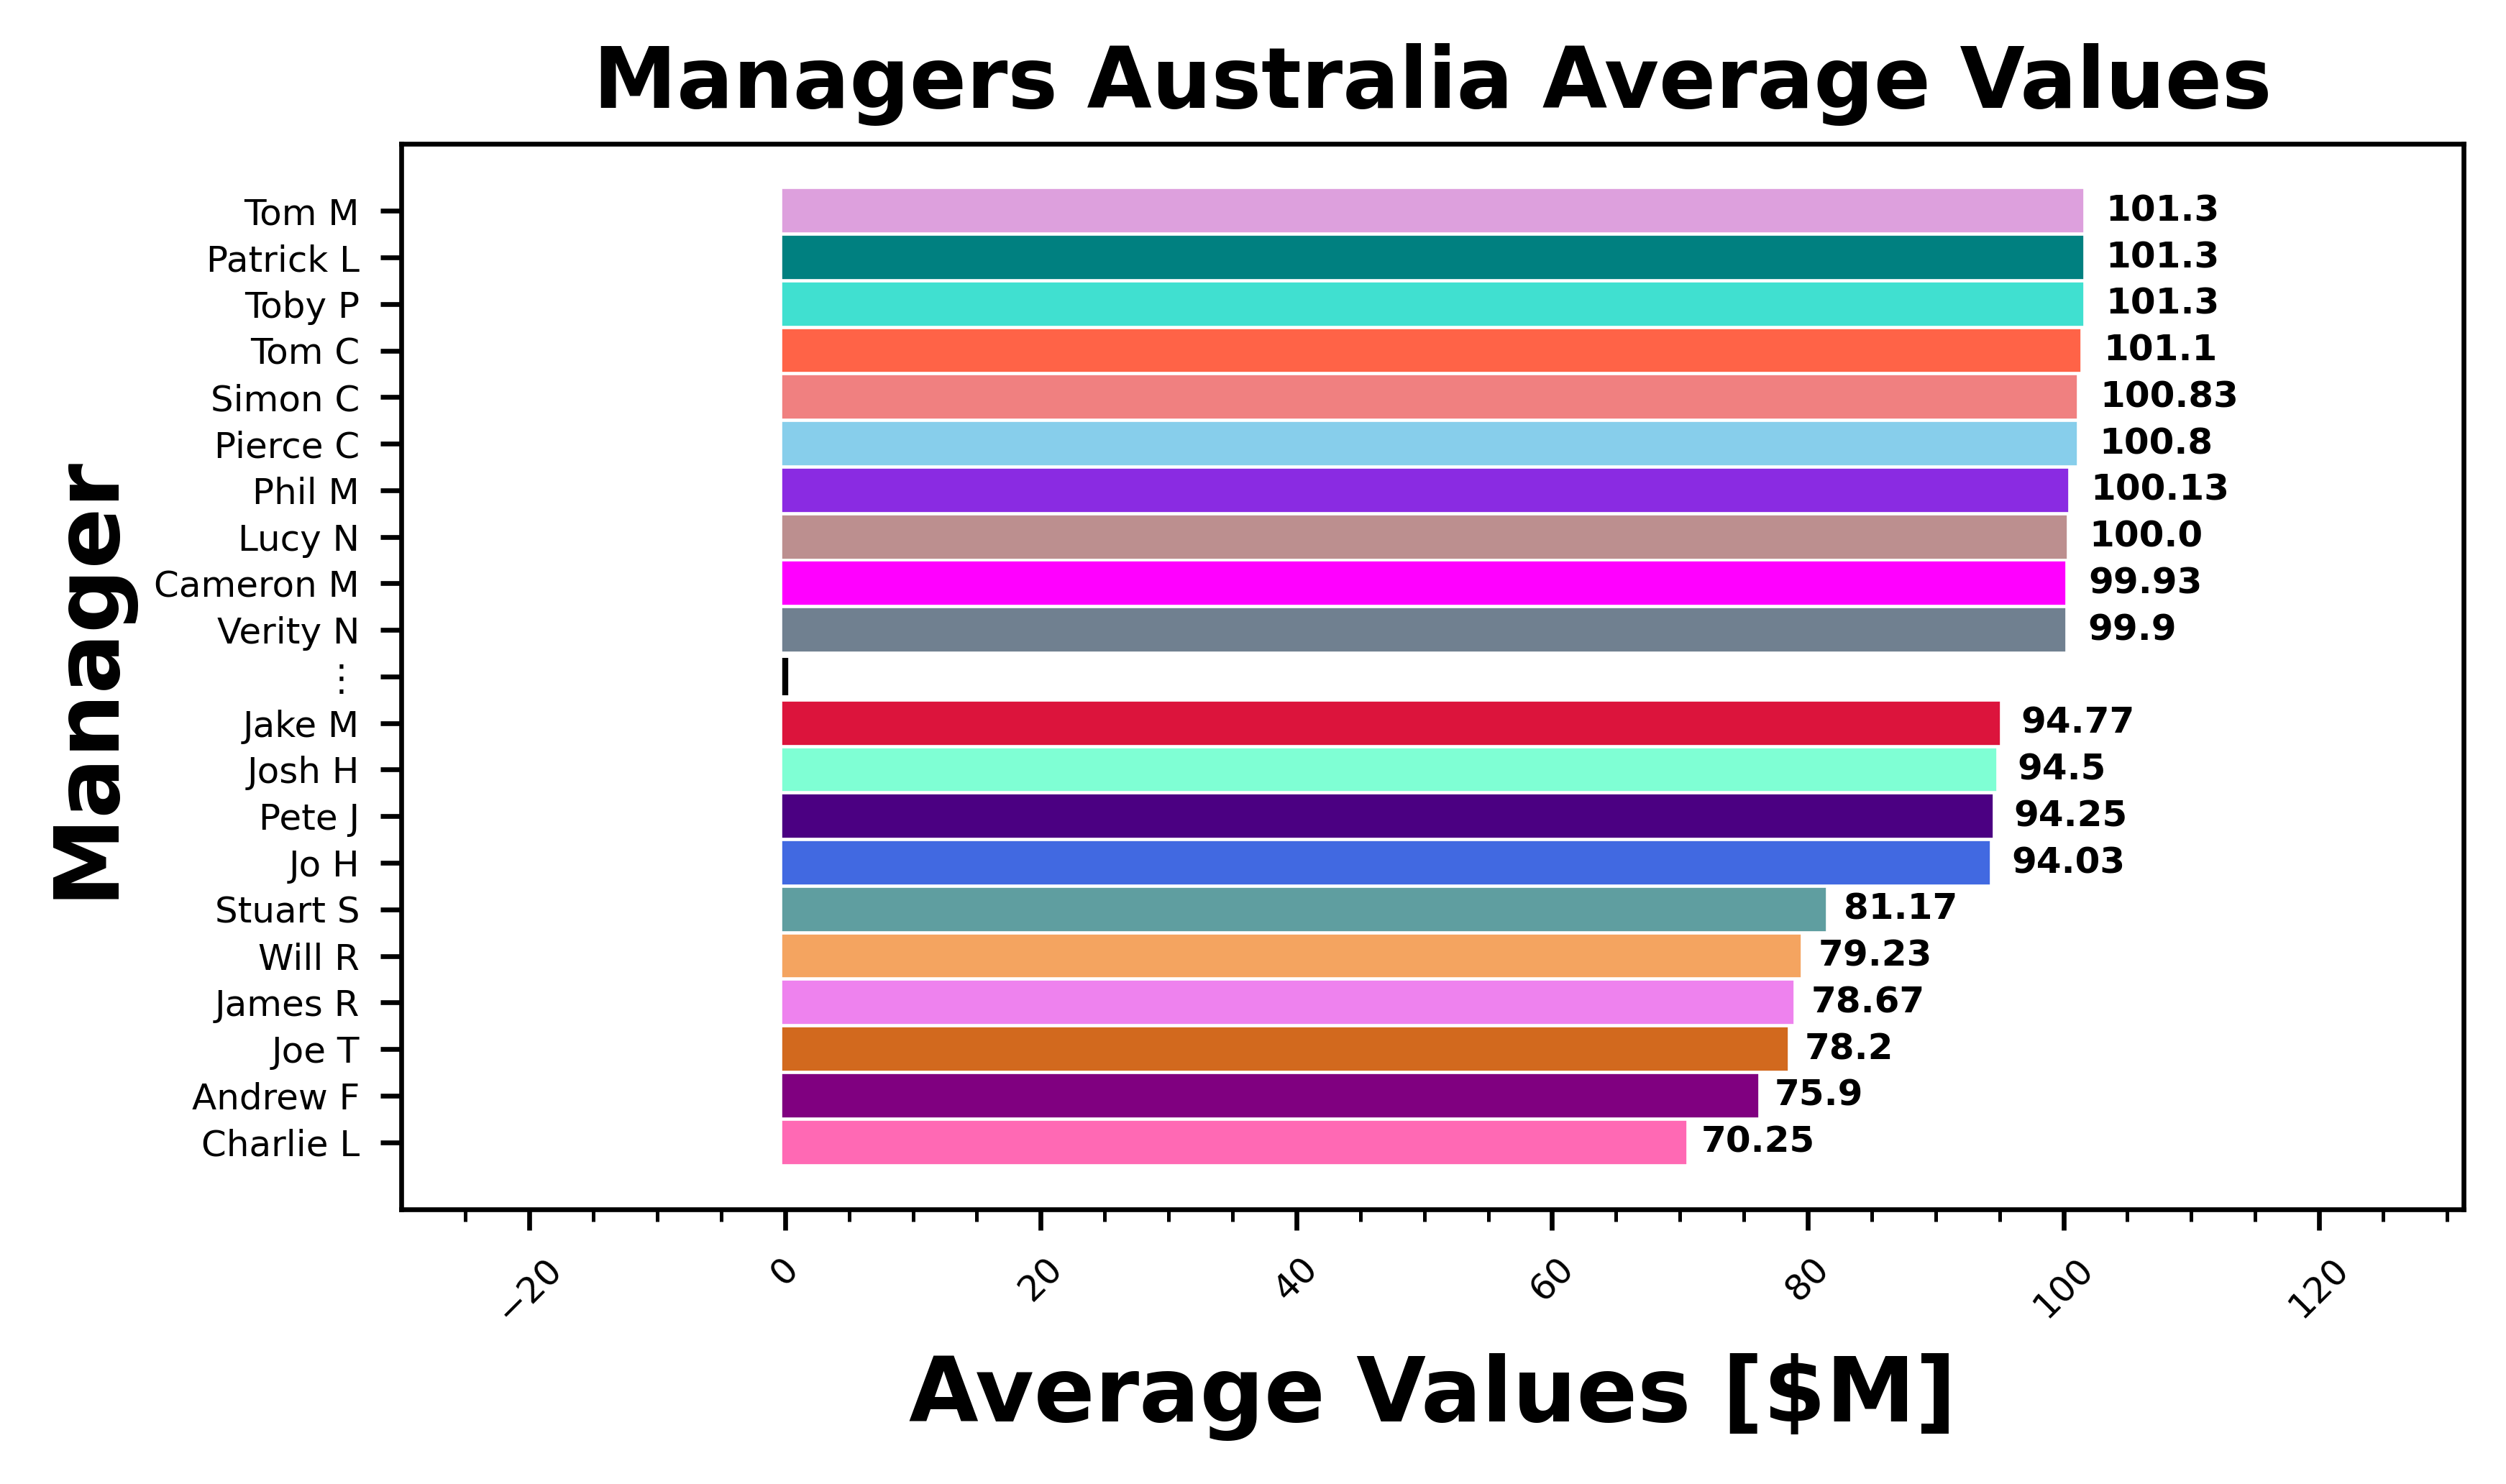 Managers Australia Average Values
Manager
Tom M 101.3
Patrick L 101.3
Toby P 101.3
Tom C 101.1
Simon C 100.83
Pierce C 100.8
Phil M 100.13
Lucy N 100.0
Cameron M 99.93
Verity N 99.9
⋮
Jake M 94.77
Josh H 94.5
Pete J 94.25
Jo H 94.03
Stuart S 81.17
Will R 79.23
James R 78.67
Joe T 78.2
Andrew F 75.9
Charlie L 70.25
−20 0 20 40 60 80 100 120
Average Values [$M]